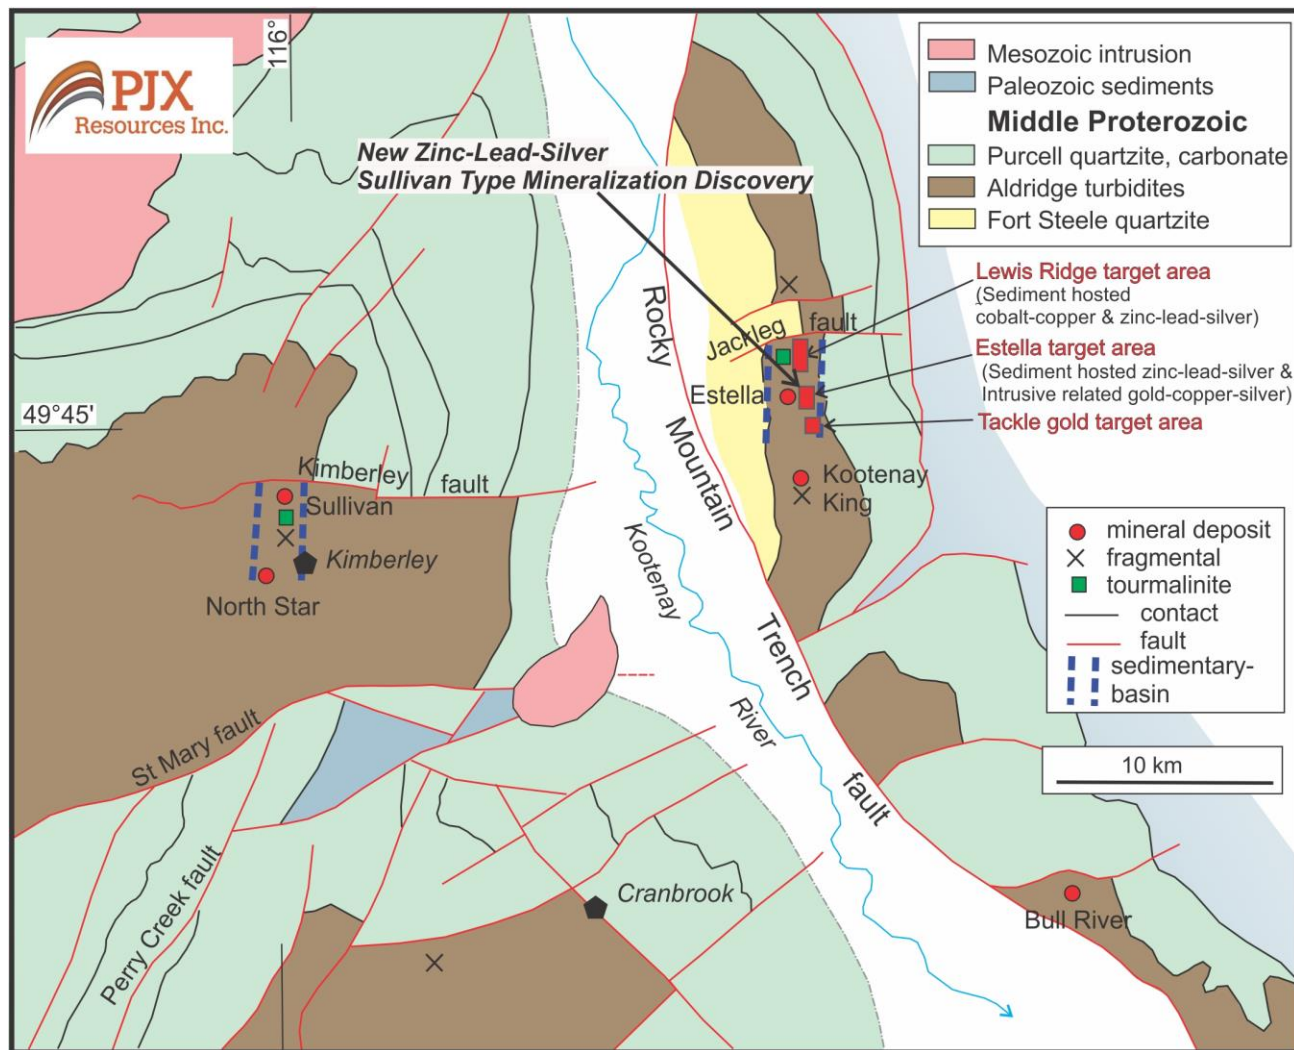 PJX
Resources Inc.
116°
New Zinc-Lead-Silver
Sullivan Type Mineralization Discovery
Mesozoic intrusion
Paleozoic sediments
Middle Proterozoic
Purcell quartzite, carbonate
Aldridge turbidites
Fort Steele quartzite
Lewis Ridge target area
(Sediment hosted
cobalt-copper & zinc-lead-silver)
Estella target area
(Sediment hosted zinc-lead-silver &
Intrusive related gold-copper-silver)
Tackle gold target area
Rocky
Mountain
Trench
fault
Jackleg
fault
Estella
Kootenay
King
49°45'
Kimberley
fault
Sullivan
Kimberley
North Star
Kootenay
River
mineral deposit
fragmental
tourmalinite
contact
fault
sedimentary-
basin
10 km
St Mary fault
Perry Creek fault
Cranbrook
Bull River